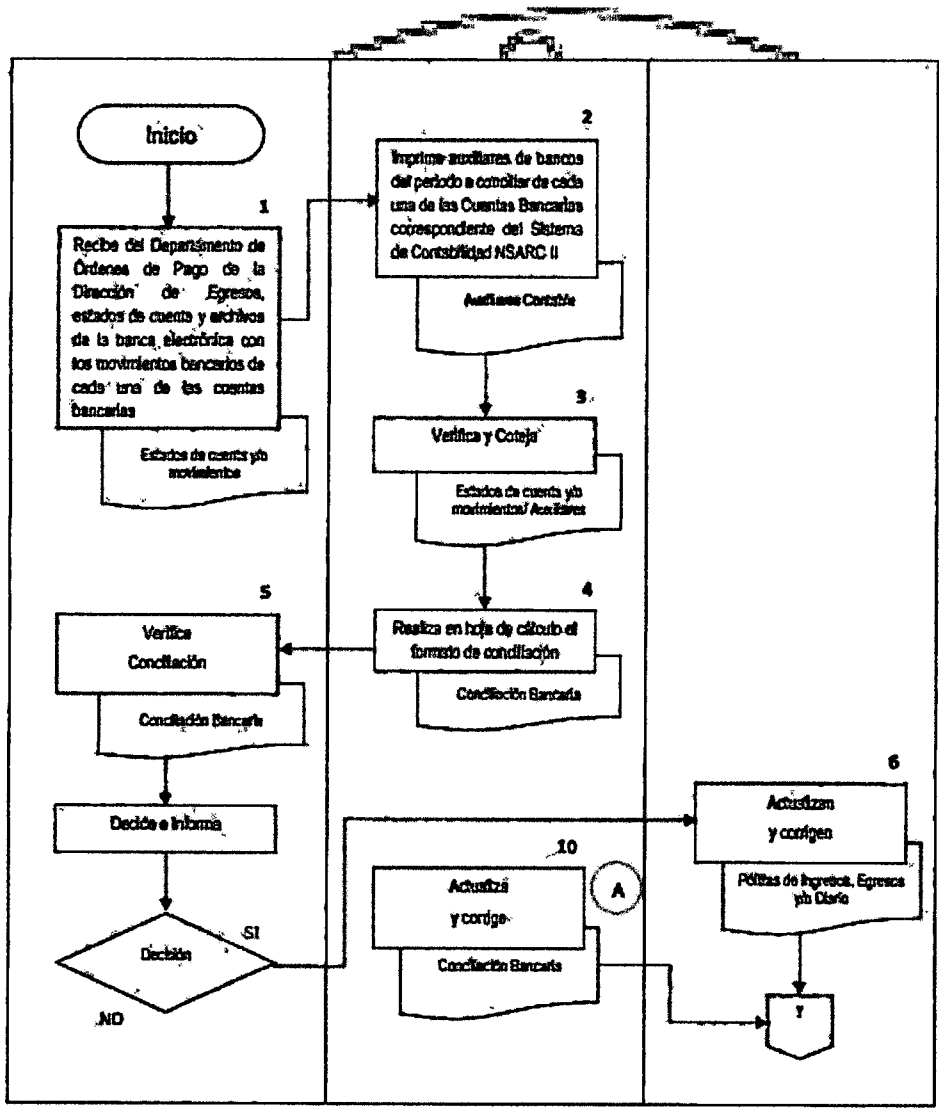 Inicio
1
Recibe del Departamento de
Órdenes de Pago de la
Dirección de Egresos,
estados de cuenta y archivos
de la banca electrónica con
los movimientos bancarios de
cada una de las cuentas
bancarias
Estados de cuenta y/o
movimientos
2
Imprime auxiliares de bancos
del periodo a conciliar de cada
una de las Cuentas Bancarias
correspondiente del Sistema
de Contabilidad NSARC II
Auxiliares Contable
3
Verifica y Coteja
Estados de cuenta y/o
movimientos/ Auxiliares
4
Realiza en hoja de cálculo el
formato de conciliación
Conciliación Bancaria
5
Verifica
Conciliación
Conciliación Bancaria
Decide e Informa
Decisión
SI
NO
6
Actualizan
y corrigen
Pólizas de Ingresos, Egresos
y/o Diario
10
A
Actualiza
y corrige
Conciliación Bancaria